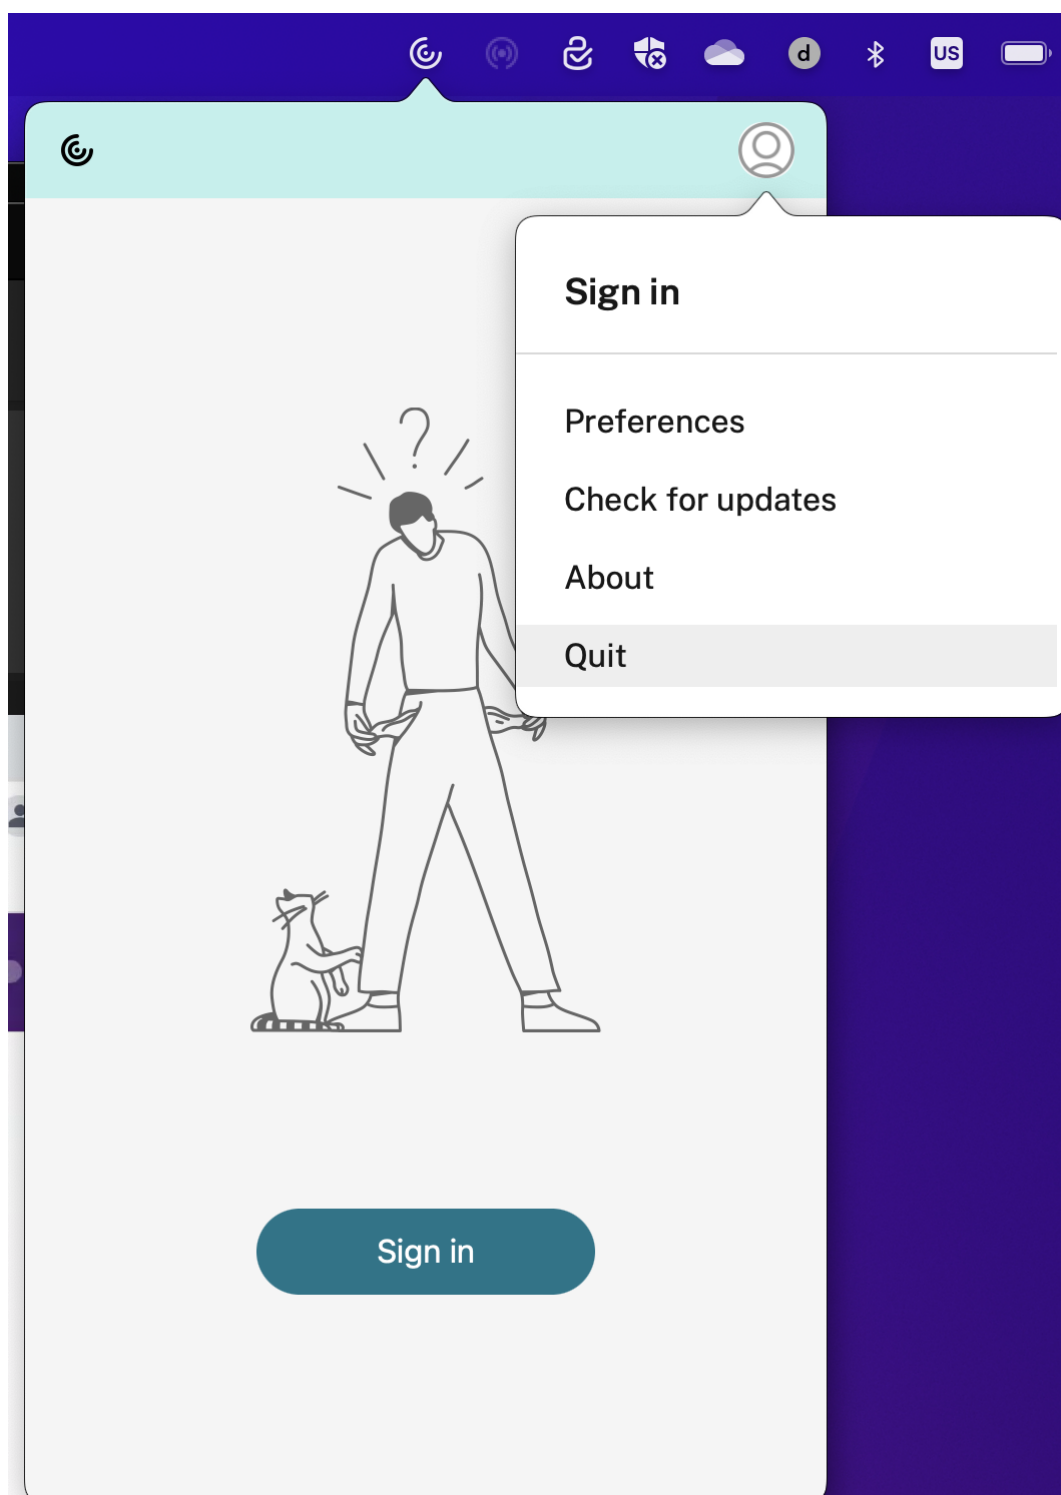 d
US
Sign in
Preferences
Check for updates
About
Quit
?
Sign in